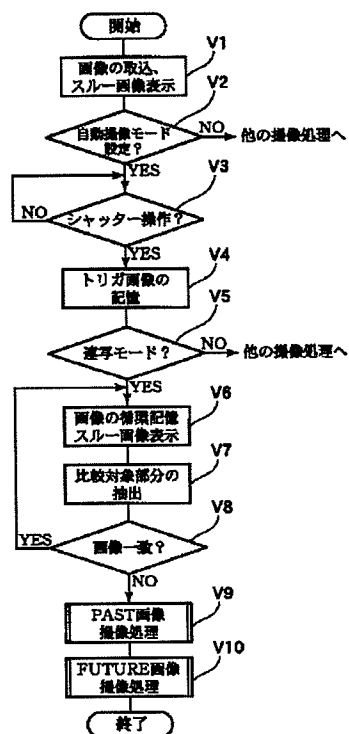 開始
V1
画像の取込、
スルー画像表示
V2
自動撮像モード
設定?
NO
他の撮像処理へ
YES
V3
シャッター操作?
NO
YES
V4
トリガ画像の
記憶
V5
連写モード?
NO
他の撮像処理へ
YES
V6
画像の循環記憶
スルー画像表示
V7
比較対象部分の
抽出
V8
画像一致?
YES
NO
V9
PAST画像
撮像処理
V10
FUTURE画像
撮像処理
終了